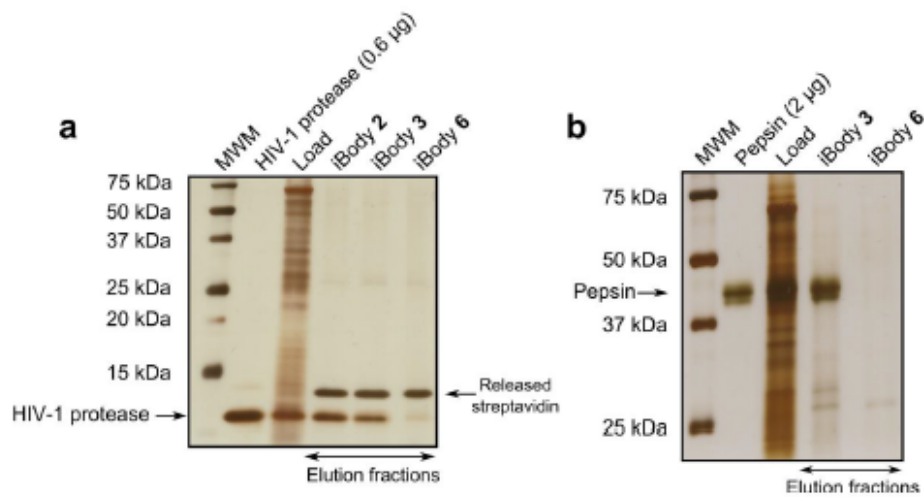 a
MWM
HIV-1 protease (0.6 µg)
Load
iBody 2
iBody 3
iBody 6
75 kDa
50 kDa
37 kDa
25 kDa
20 kDa
15 kDa
HIV-1 protease
Released
streptavidin
Elution fractions
b
MWM
Pepsin (2 µg)
Load
iBody 3
iBody 6
75 kDa
50 kDa
Pepsin
37 kDa
25 kDa
Elution fractions